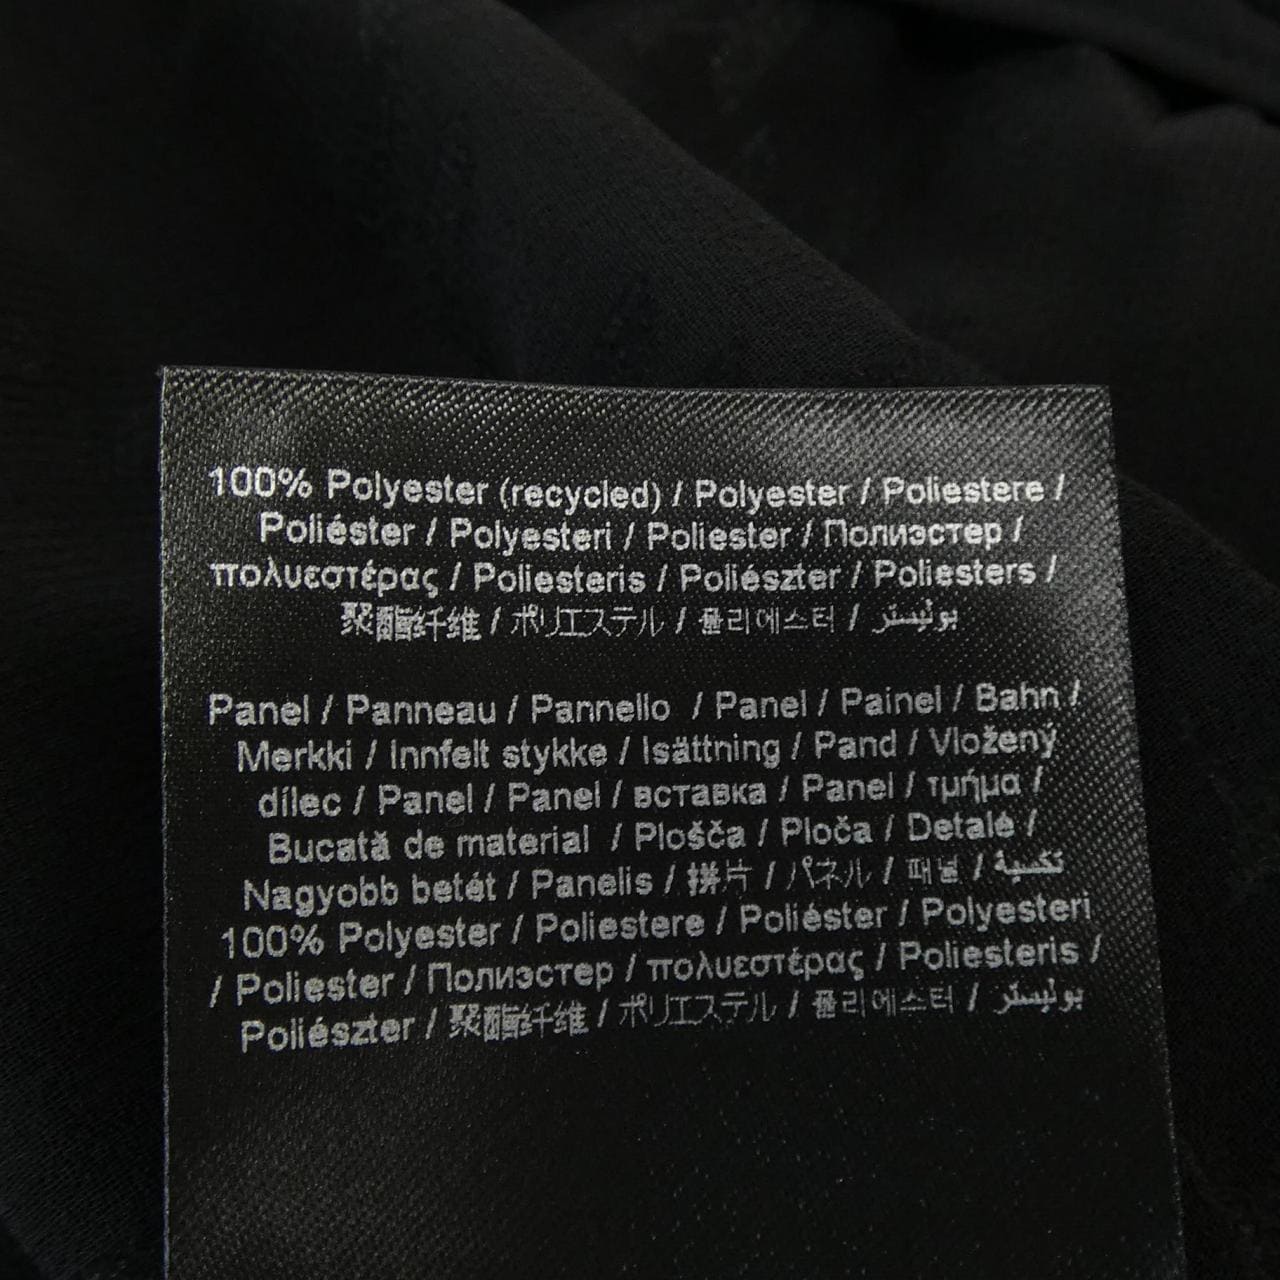 100% Polyester (recycled) / Polyester / Poliestere /
Poliéster / Polyesteri / Poliester / Полиэстер /
πολυεστέρας / Poliesteris / Poliészter / Poliesters /
聚酯纤维 / ポリエステル / 폴리에스터 / بوليستر
Panel / Panneau / Pannello / Panel / Painel / Bahn /
Merkki / Innfelt stykke / Isättning / Pand / Vložený
dílec / Panel / Panel / вставка / Panel / τμήμα /
Bucată de material / Plošča / Ploča / Detalė /
Nagyobb betét / Panelis / 拼片 / パネル / 패널 / تكسية
100% Polyester / Poliestere / Poliéster / Polyesteri
/ Poliester / Полиэстер / πολυεστέρας / Poliesteris /
Poliészter / 聚酯纤维 / ポリエステル / 폴리에스터 / بوليستر